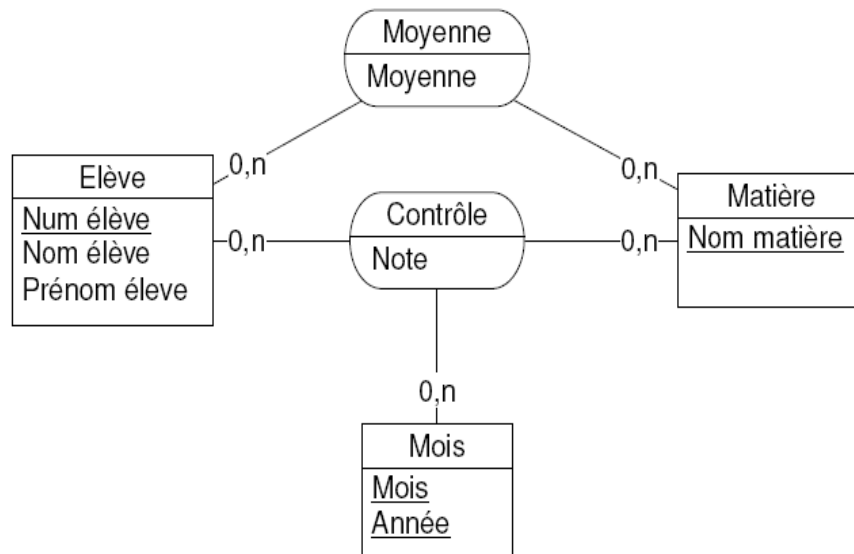 Moyenne
Moyenne
0,n
0,n
Elève
Num élève
Nom élève
Prénom éleve
Contrôle
Note
Matière
Nom matière
0,n
0,n
0,n
Mois
Mois
Année